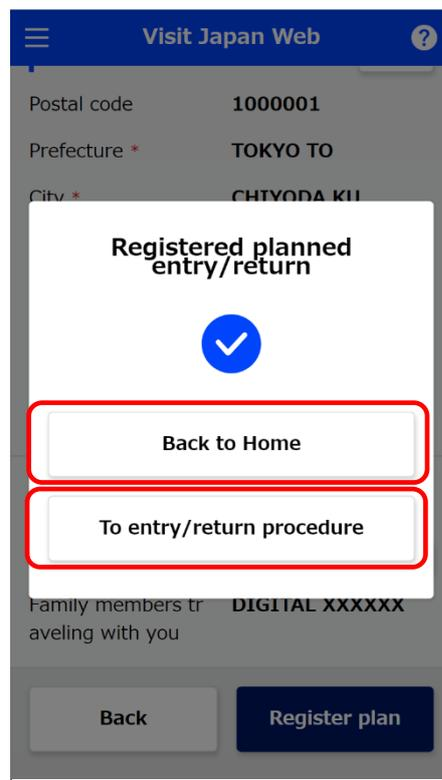 Visit Japan Web ?
Postal code 1000001
Prefecture * TOKYO TO
City * CHIYODA KU
Registered planned
entry/return
Back to Home
To entry/return procedure
Family members tr DIGITAL XXXXXX
aveling with you
Back Register plan